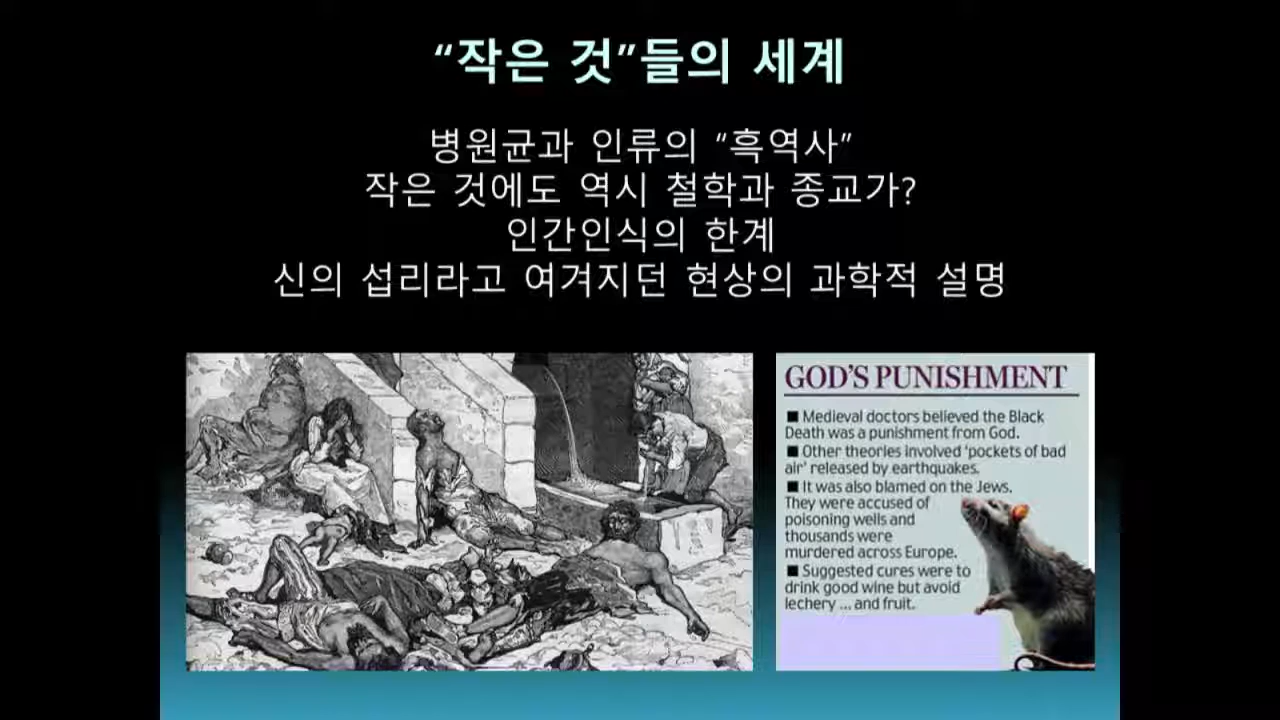 “작은 것”들의 세계
병원균과 인류의 “흑역사”
작은 것에도 역시 철학과 종교가?
인간인식의 한계
신의 섭리라고 여겨지던 현상의 과학적 설명
GOD'S PUNISHMENT
■ Medieval doctors believed the Black
Death was a punishment from God.
■ Other theories involved 'pockets of bad
air' released by earthquakes.
■ It was also blamed on the Jews.
They were accused of
poisoning wells and
thousands were
murdered across Europe.
■ Suggested cures were to
drink good wine but avoid
lechery ... and fruit.